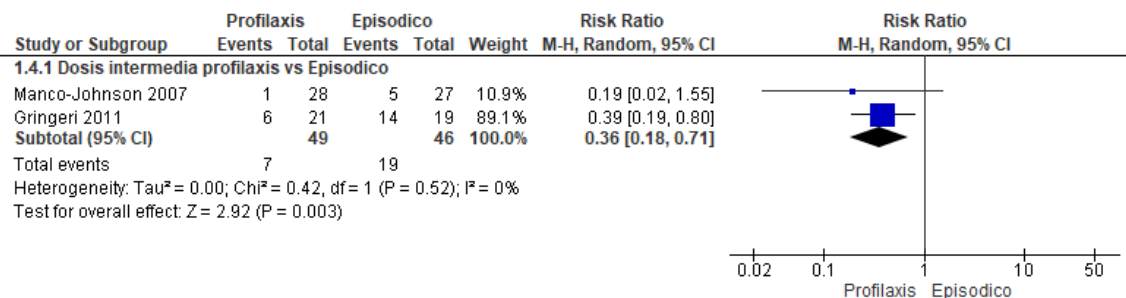 Profilaxis Episodico Risk Ratio Risk Ratio
Study or Subgroup Events Total Events Total Weight M-H, Random, 95% CI M-H, Random, 95% CI
1.4.1 Dosis intermedia profilaxis vs Episodico
Manco-Johnson 2007 1 28 5 27 10.9% 0.19 [0.02, 1.55]
Gringeri 2011 6 21 14 19 89.1% 0.39 [0.19, 0.80]
Subtotal (95% CI) 49 46 100.0% 0.36 [0.18, 0.71]
Total events 7 19
Heterogeneity: Tau² = 0.00; Chi² = 0.42, df = 1 (P = 0.52); I² = 0%
Test for overall effect: Z = 2.92 (P = 0.003)
0.02 0.1 1 10 50
Profilaxis Episodico